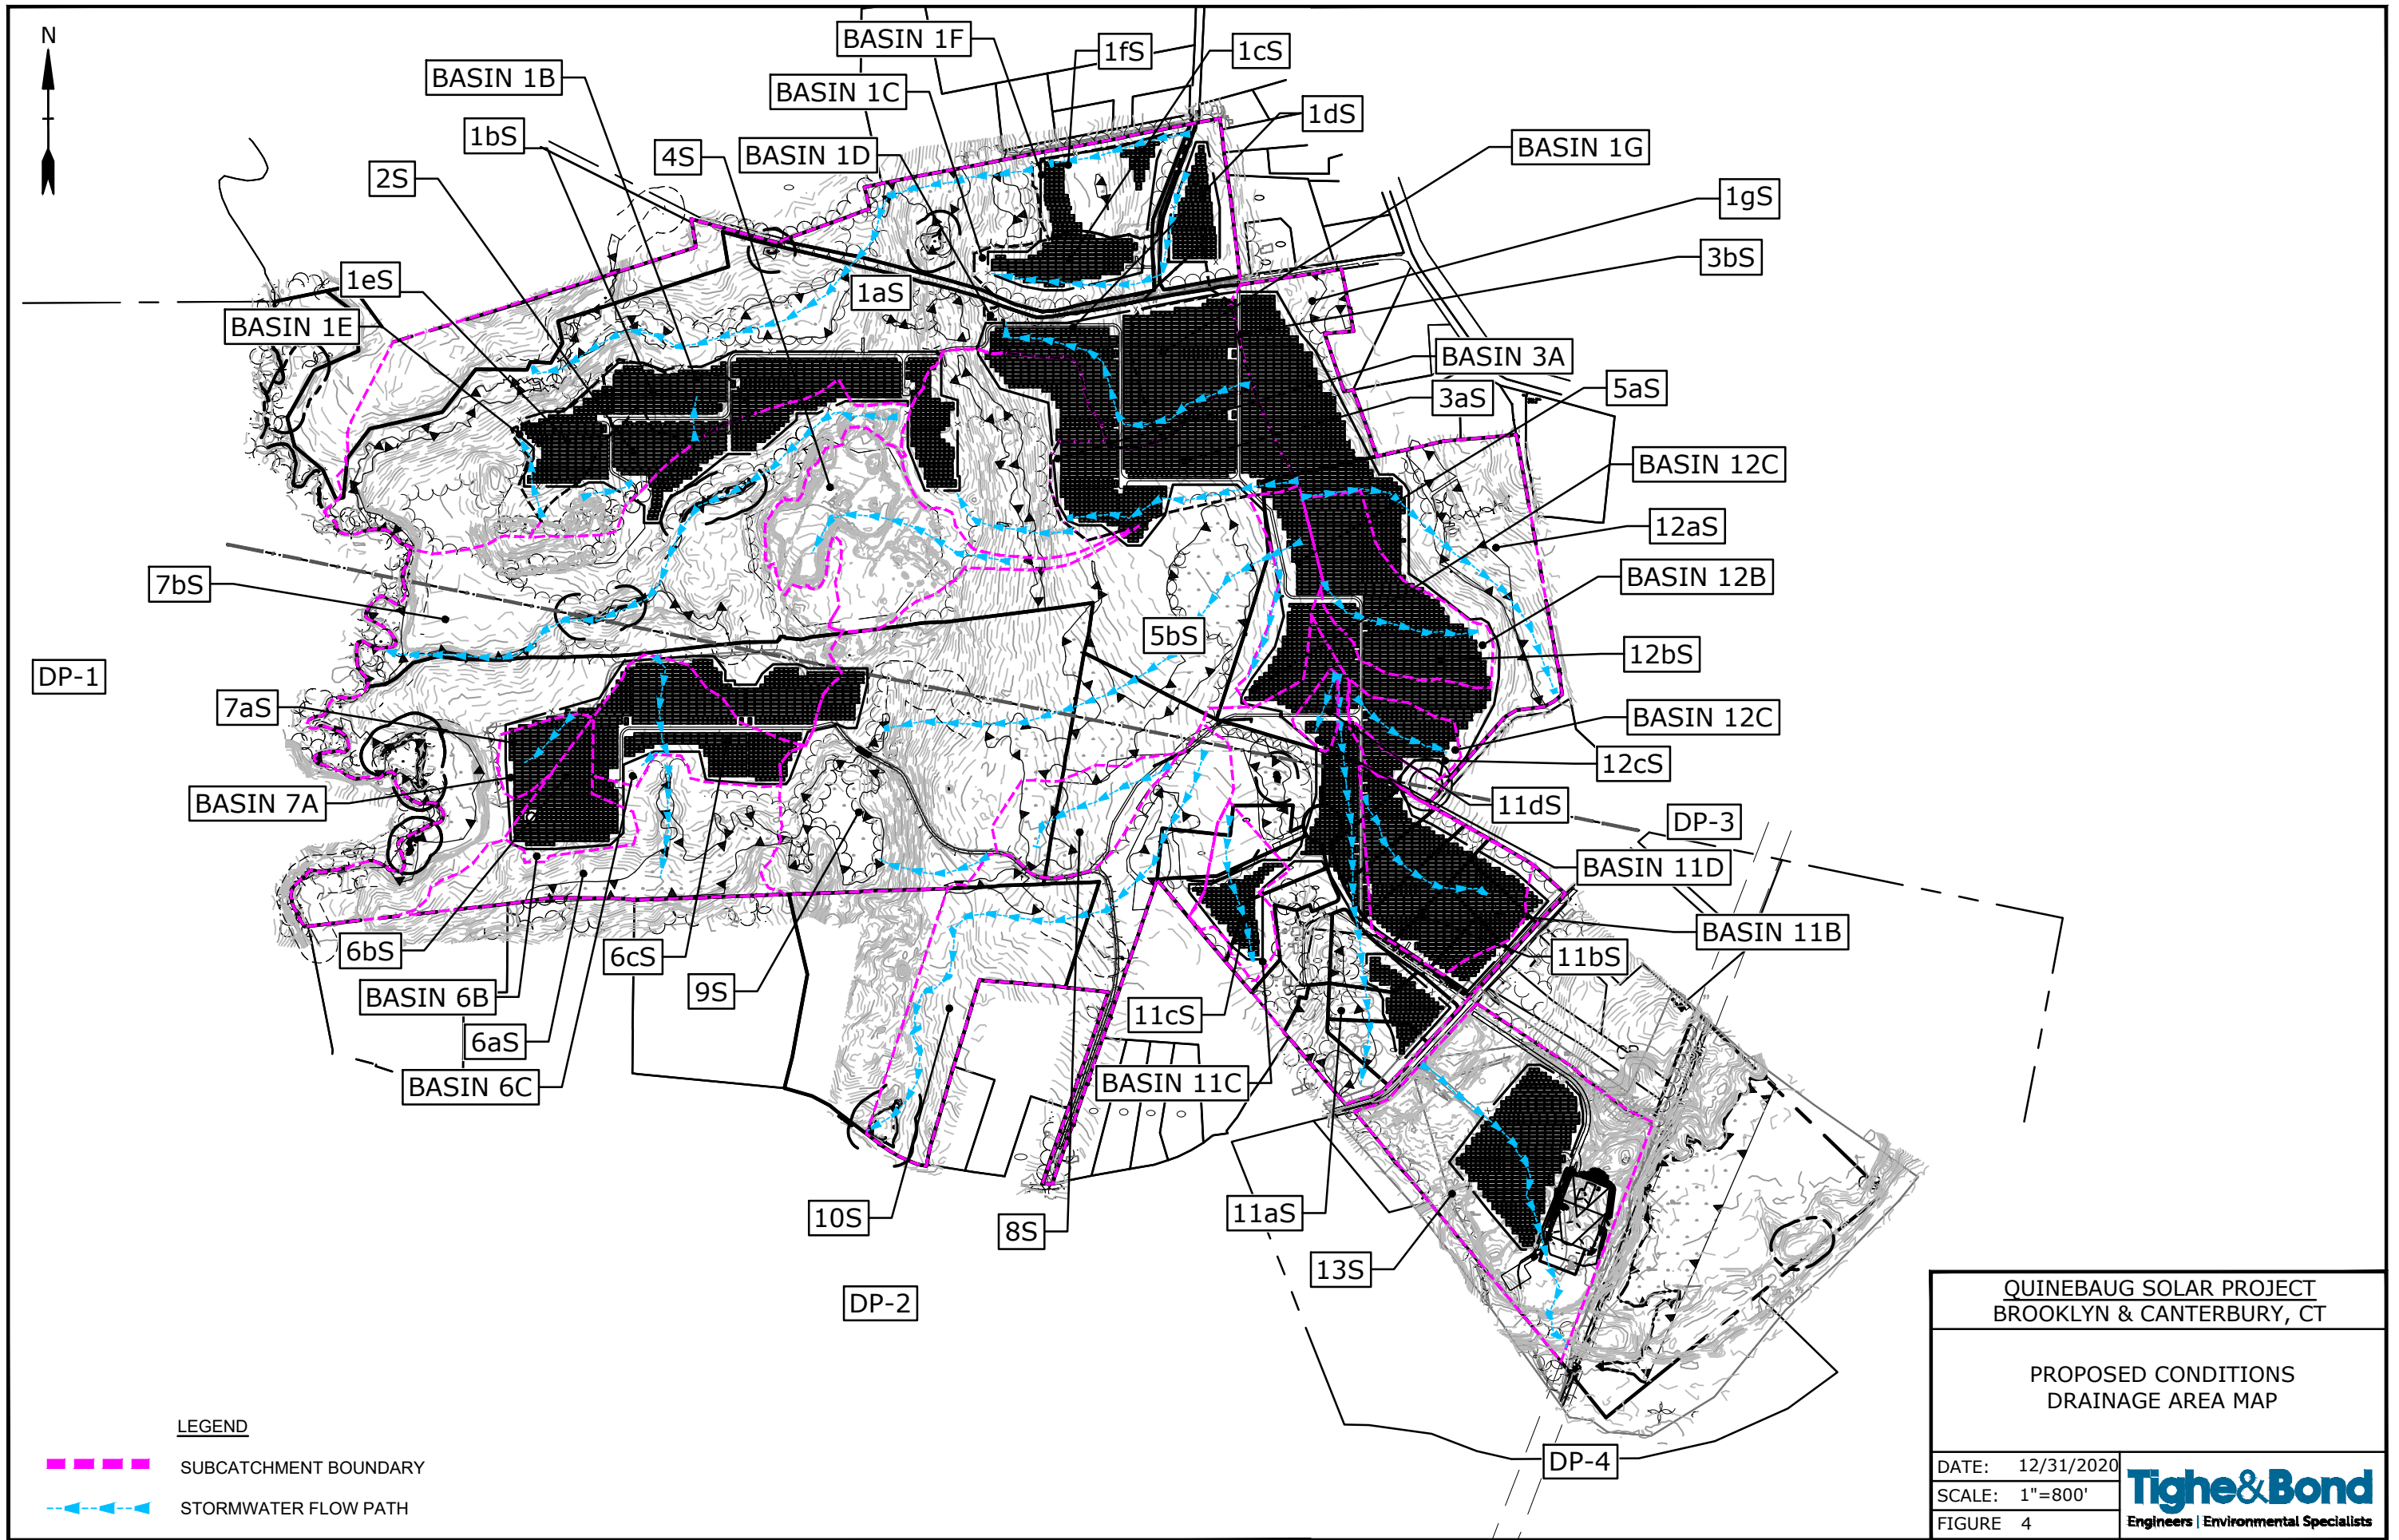 N
BASIN 1F
1fS
1cS
BASIN 1B
BASIN 1C
1dS
1bS
4S
BASIN 1D
BASIN 1G
2S
1gS
3bS
1eS
1aS
BASIN 1E
BASIN 3A
3aS
5aS
BASIN 12C
12aS
7bS
BASIN 12B
5bS
12bS
DP-1
7aS
BASIN 12C
12cS
BASIN 7A
11dS
DP-3
BASIN 11D
BASIN 11B
6bS
6cS
11bS
BASIN 6B
9S
11cS
6aS
BASIN 6C
BASIN 11C
10S
8S
11aS
13S
DP-2
DP-4
LEGEND
SUBCATCHMENT BOUNDARY
STORMWATER FLOW PATH
QUINEBAUG SOLAR PROJECT
BROOKLYN & CANTERBURY, CT
PROPOSED CONDITIONS
DRAINAGE AREA MAP
DATE: 12/31/2020
SCALE: 1"=800'
FIGURE 4
Tighe&Bond
Engineers | Environmental Specialists